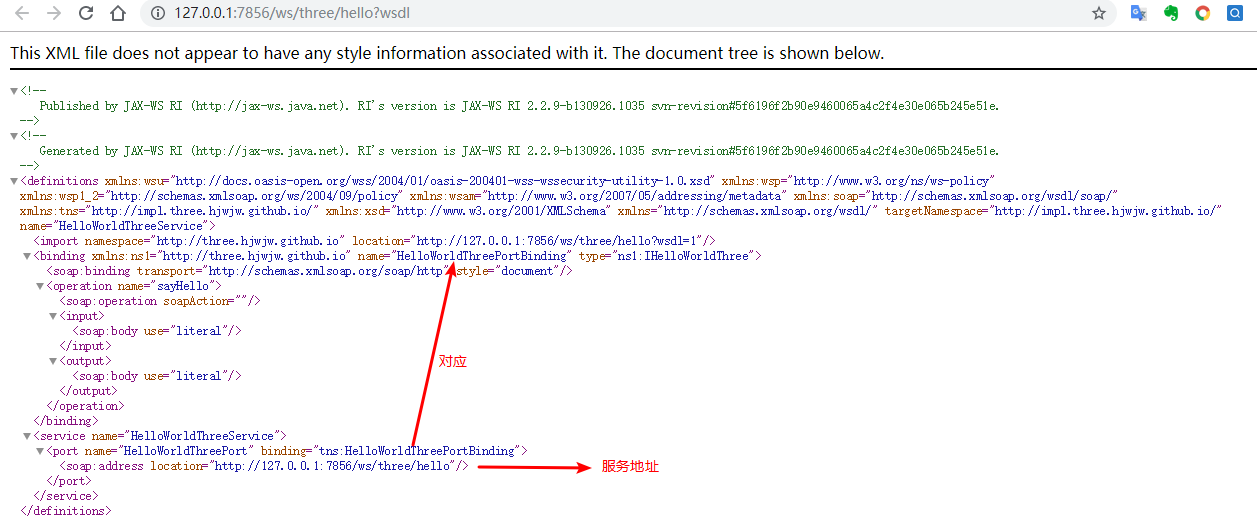 127.0.0.1:7856/ws/three/hello?wsdl
This XML file does not appear to have any style information associated with it. The document tree is shown below.
▼<!--
Published by JAX-WS RI (http://jax-ws.java.net). RI's version is JAX-WS RI 2.2.9-b130926.1035 svn-revision#5f6196f2b90e9460065a4c2f4e30e065b245e51e.
-->
▼<!--
Generated by JAX-WS RI (http://jax-ws.java.net). RI's version is JAX-WS RI 2.2.9-b130926.1035 svn-revision#5f6196f2b90e9460065a4c2f4e30e065b245e51e.
-->
▼<definitions xmlns:wsu="http://docs.oasis-open.org/wss/2004/01/oasis-200401-wss-wssecurity-utility-1.0.xsd" xmlns:wsp="http://www.w3.org/ns/ws-policy"
xmlns:wsp1_2="http://schemas.xmlsoap.org/ws/2004/09/policy" xmlns:wsam="http://www.w3.org/2007/05/addressing/metadata" xmlns:soap="http://schemas.xmlsoap.org/wsdl/soap/"
xmlns:tns="http://impl.three.hjwjw.github.io/" xmlns:xsd="http://www.w3.org/2001/XMLSchema" xmlns="http://schemas.xmlsoap.org/wsdl/" targetNamespace="http://impl.three.hjwjw.github.io/"
name="HelloWorldThreeService">
<import namespace="http://three.hjwjw.github.io" location="http://127.0.0.1:7856/ws/three/hello?wsdl=1"/>
▼<binding xmlns:ns1="http://three.hjwjw.github.io" name="HelloWorldThreePortBinding" type="ns1:IHelloWorldThree">
<soap:binding transport="http://schemas.xmlsoap.org/soap/http" style="document"/>
▼<operation name="sayHello">
<soap:operation soapAction=""/>
▼<input>
<soap:body use="literal"/>
</input>
▼<output>
<soap:body use="literal"/>
</output>
</operation>
</binding>
对应
▼<service name="HelloWorldThreeService">
▼<port name="HelloWorldThreePort" binding="tns:HelloWorldThreePortBinding">
<soap:address location="http://127.0.0.1:7856/ws/three/hello"/> 服务地址
</port>
</service>
</definitions>